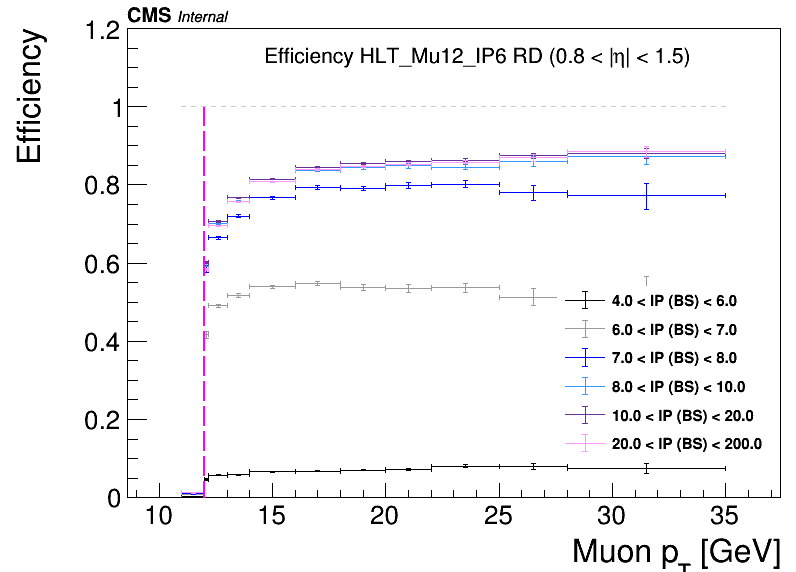 CMS Internal
Efficiency HLT_Mu12_IP6 RD (0.8 < |η| < 1.5)
Efficiency
1.2
1
0.8
0.6
0.4
0.2
0
4.0 < IP (BS) < 6.0
6.0 < IP (BS) < 7.0
7.0 < IP (BS) < 8.0
8.0 < IP (BS) < 10.0
10.0 < IP (BS) < 20.0
20.0 < IP (BS) < 200.0
10 15 20 25 30 35
Muon p_T [GeV]